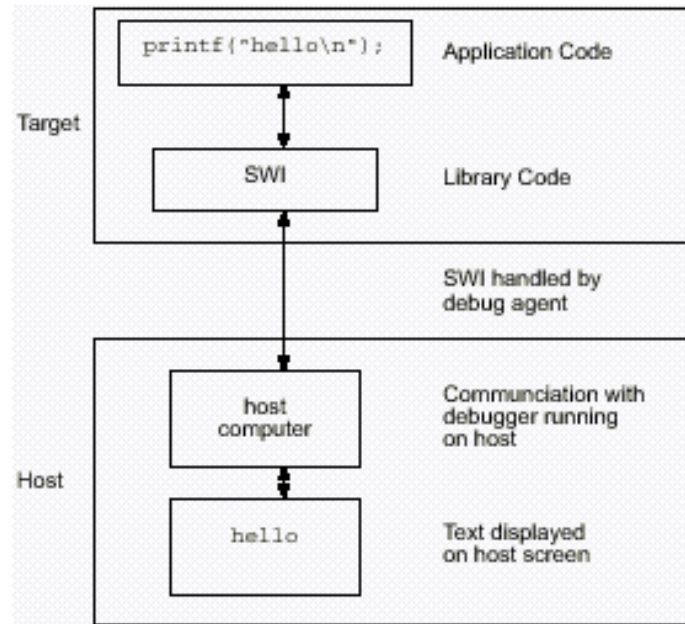 printf("hello\n");
Application Code
Target
SWI
Library Code
SWI handled by
debug agent
host
computer
Communciation with
debugger running
on host
Host
hello
Text displayed
on host screen